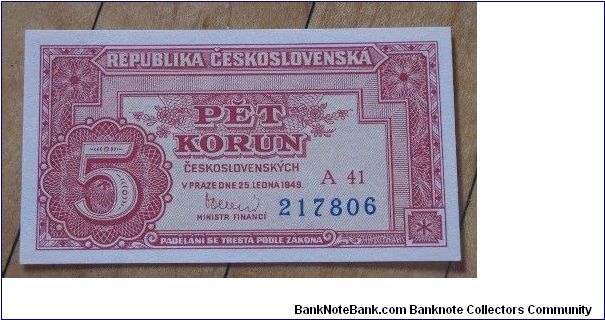 REPUBLIKA ČESKOSLOVENSKÁ
PĚT
KORUN
ČESKOSLOVENSKÝCH
V PRAZE DNE 25. LEDNA 1949.
A 41
MINISTR FINANCÍ
217806
5
PADĚLÁNÍ SE TRESTÁ PODLE ZÁKONA
BankNoteBank.com Banknote Collectors Community